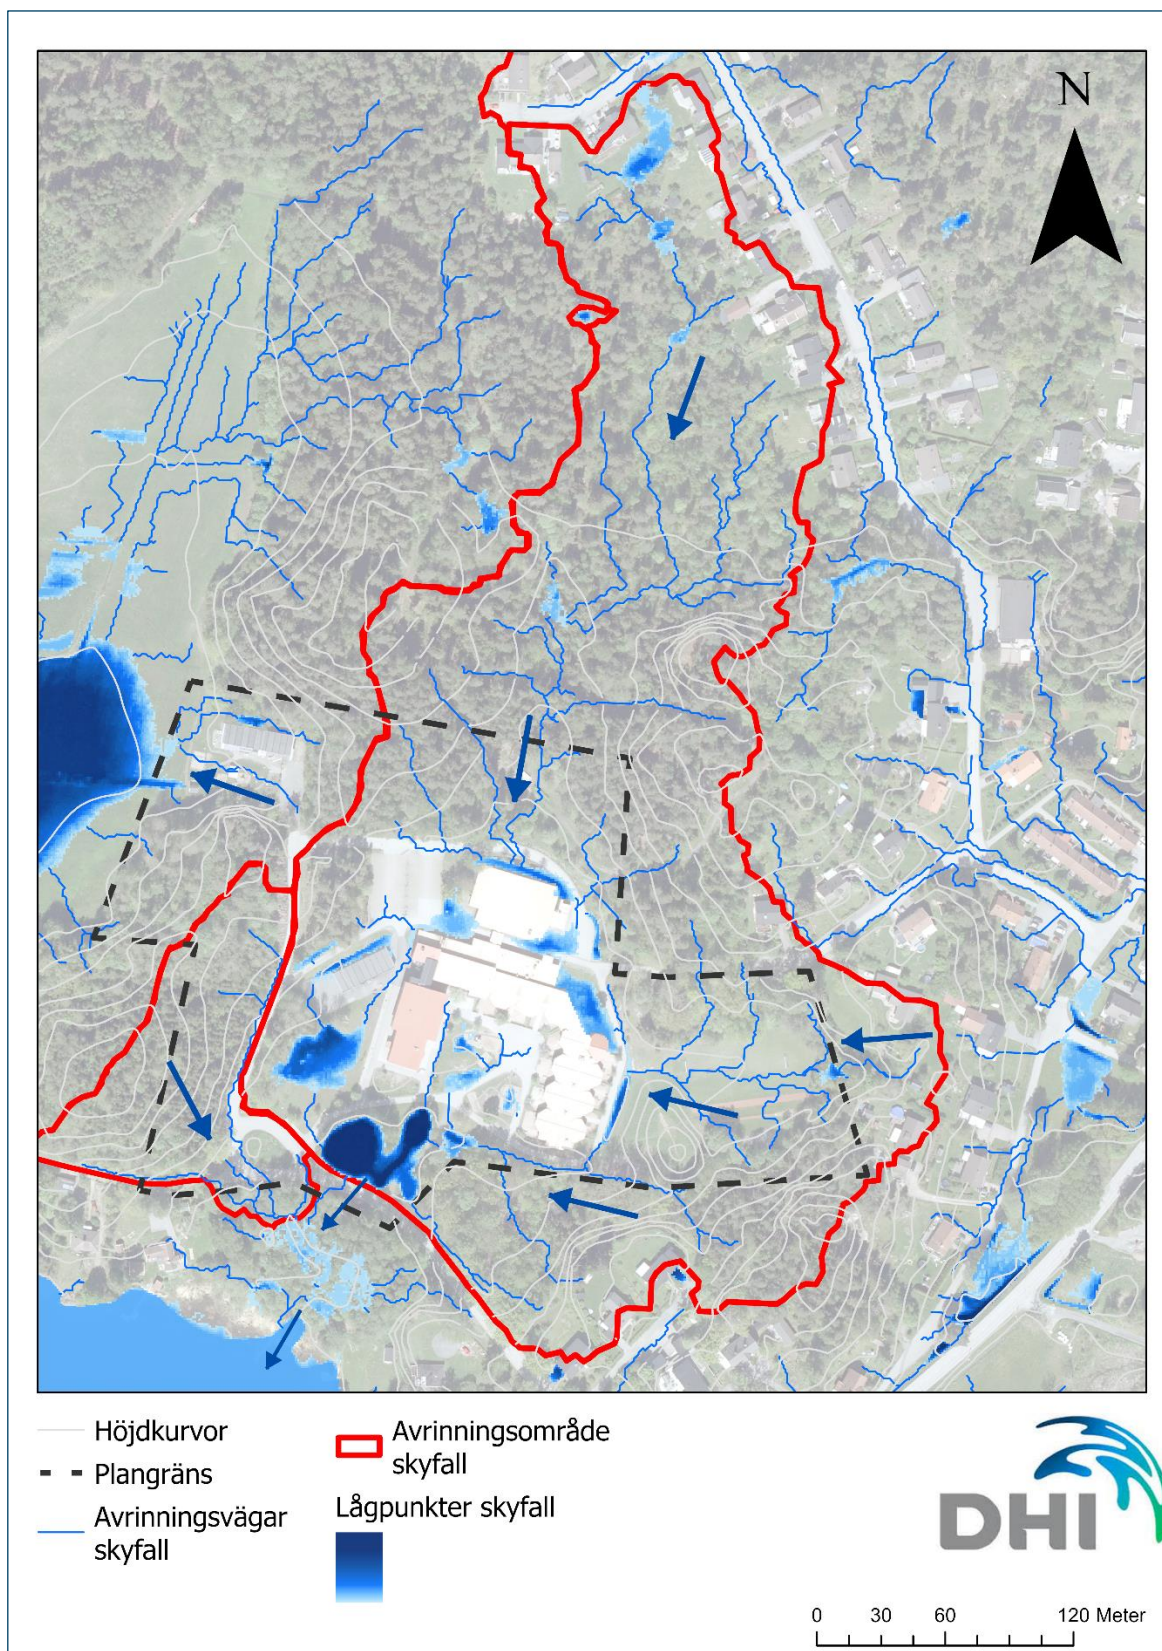 N
Höjdkurvor
Plangräns
Avrinningsvägar
skyfall
Avrinningsområde
skyfall
Lågpunkter skyfall
DHI
0 30 60 120 Meter